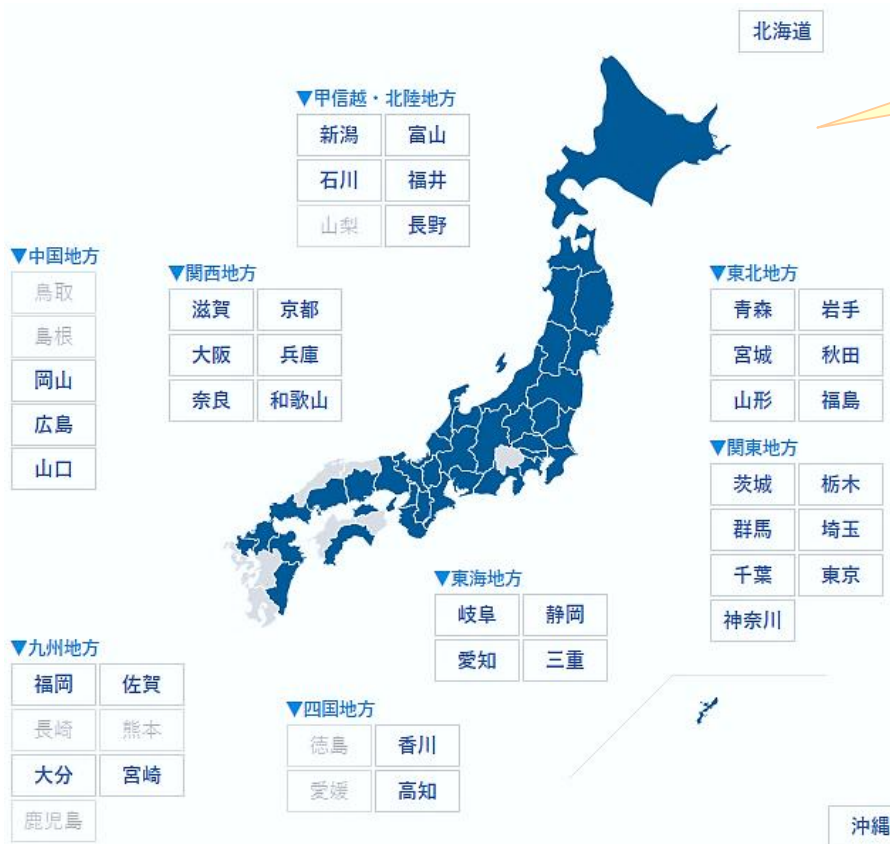 北海道
▼甲信越・北陸地方
新潟 富山
石川 福井
山梨 長野
▼中国地方
鳥取
島根
岡山
広島
山口
▼関西地方
滋賀 京都
大阪 兵庫
奈良 和歌山
▼東北地方
青森 岩手
宮城 秋田
山形 福島
▼関東地方
茨城 栃木
群馬 埼玉
千葉 東京
神奈川
▼東海地方
岐阜 静岡
愛知 三重
▼九州地方
福岡 佐賀
長崎 熊本
大分 宮崎
鹿児島
▼四国地方
徳島 香川
愛媛 高知
沖縄